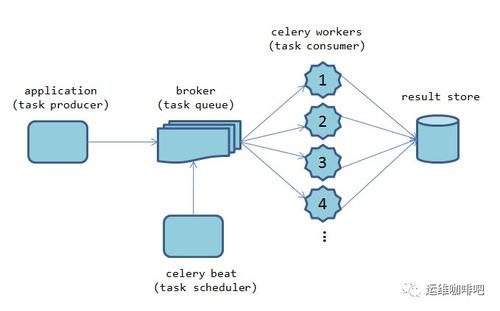 celery workers
(task consumer)
application
(task producer)
broker
(task queue)
result store
1
2
3
4
celery beat
(task scheduler)
运维咖啡吧